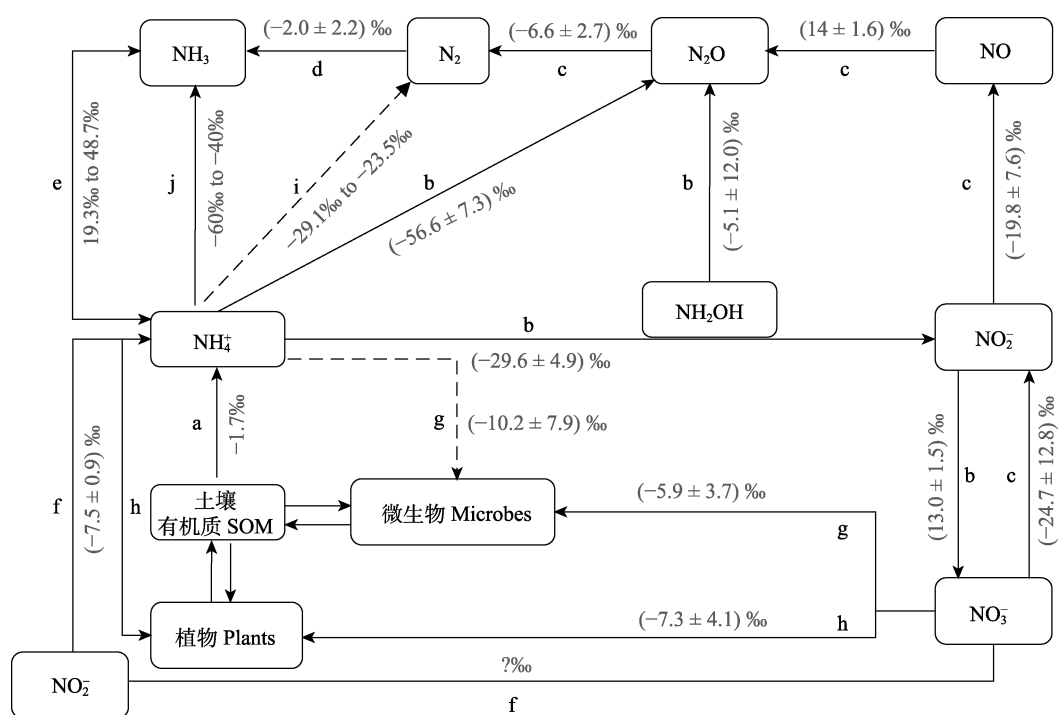 (−2.0 ± 2.2) ‰
(−6.6 ± 2.7) ‰
(14 ± 1.6) ‰
NH₃
N₂
N₂O
NO
d
c
c
e
19.3‰ to 48.7‰
j
−60‰ to −40‰
i
−29.1‰ to −23.5‰
b
(−56.6 ± 7.3) ‰
b
(−5.1 ± 12.0) ‰
c
(−19.8 ± 7.6) ‰
NH₂OH
NH₄⁺
b
NO₂⁻
(−29.6 ± 4.9) ‰
a
−1.7‰
g
(−10.2 ± 7.9) ‰
f
(−7.5 ± 0.9) ‰
h
(13.0 ± 1.5) ‰
b
c
(−24.7 ± 12.8) ‰
土壤
有机质 SOM
微生物 Microbes
(−5.9 ± 3.7) ‰
g
植物 Plants
(−7.3 ± 4.1) ‰
h
NO₃⁻
NO₂⁻
?‰
f